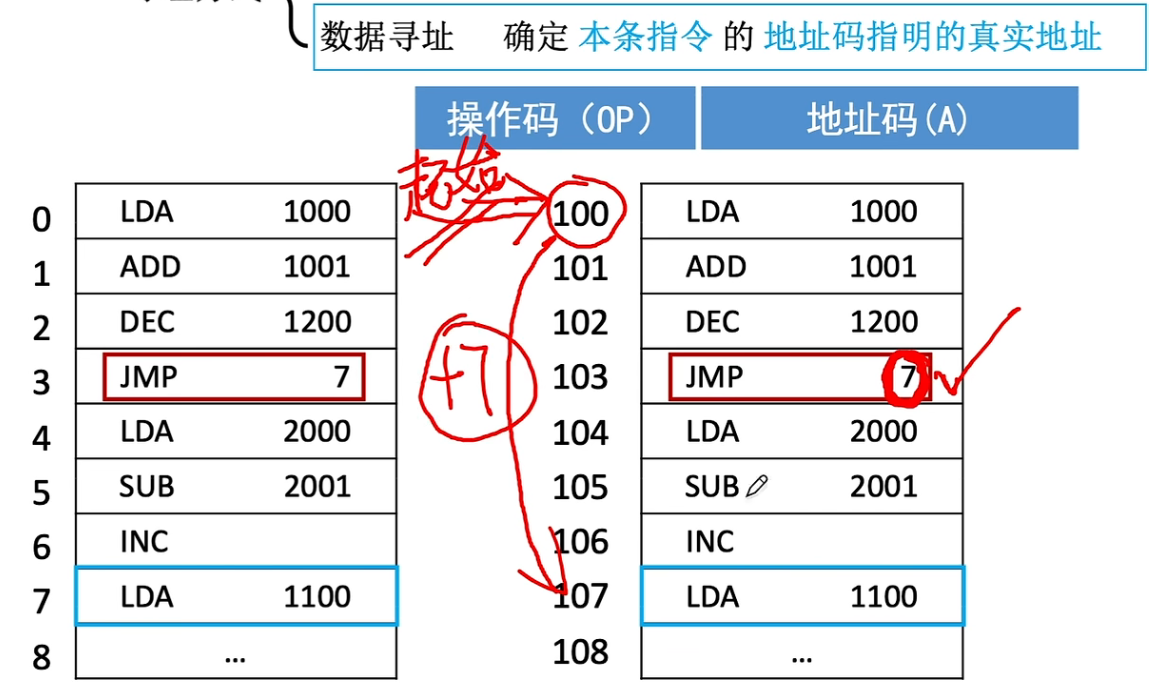 数据寻址 确定 本条指令 的 地址码指明的真实地址
操作码（OP） 地址码(A)
起始
0 LDA 1000 100 LDA 1000
1 ADD 1001 101 ADD 1001
2 DEC 1200 102 DEC 1200
3 JMP 7 +7 103 JMP 7
4 LDA 2000 104 LDA 2000
5 SUB 2001 105 SUB 2001
6 INC 106 INC
7 LDA 1100 107 LDA 1100
8 ... 108 ...